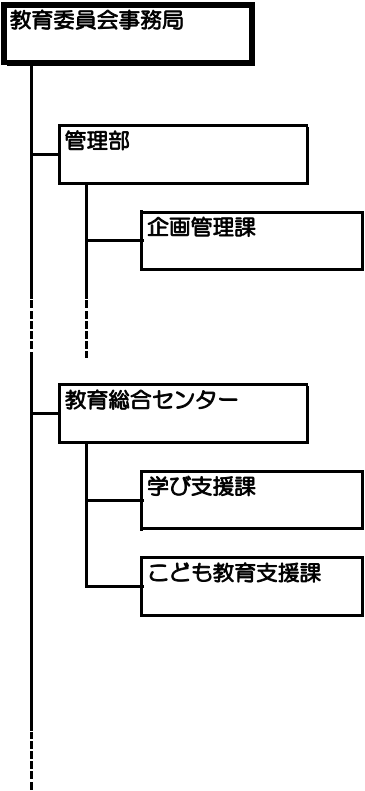 教育委員会事務局
管理部
企画管理課
教育総合センター
学び支援課
こども教育支援課